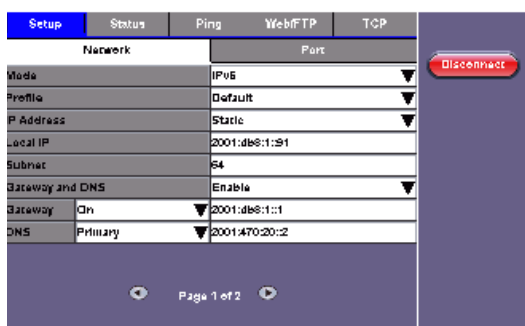 Setup Status Ping Web/FTP TCP
Network Port
Disconnect
Mode IPv6
Profile Default
IP Address Static
Local IP 2001:db8:1::91
Subnet 64
Gateway and DNS Enable
Gateway On 2001:db8:1::1
DNS Primary 2001:470:20::2
Page 1 of 2